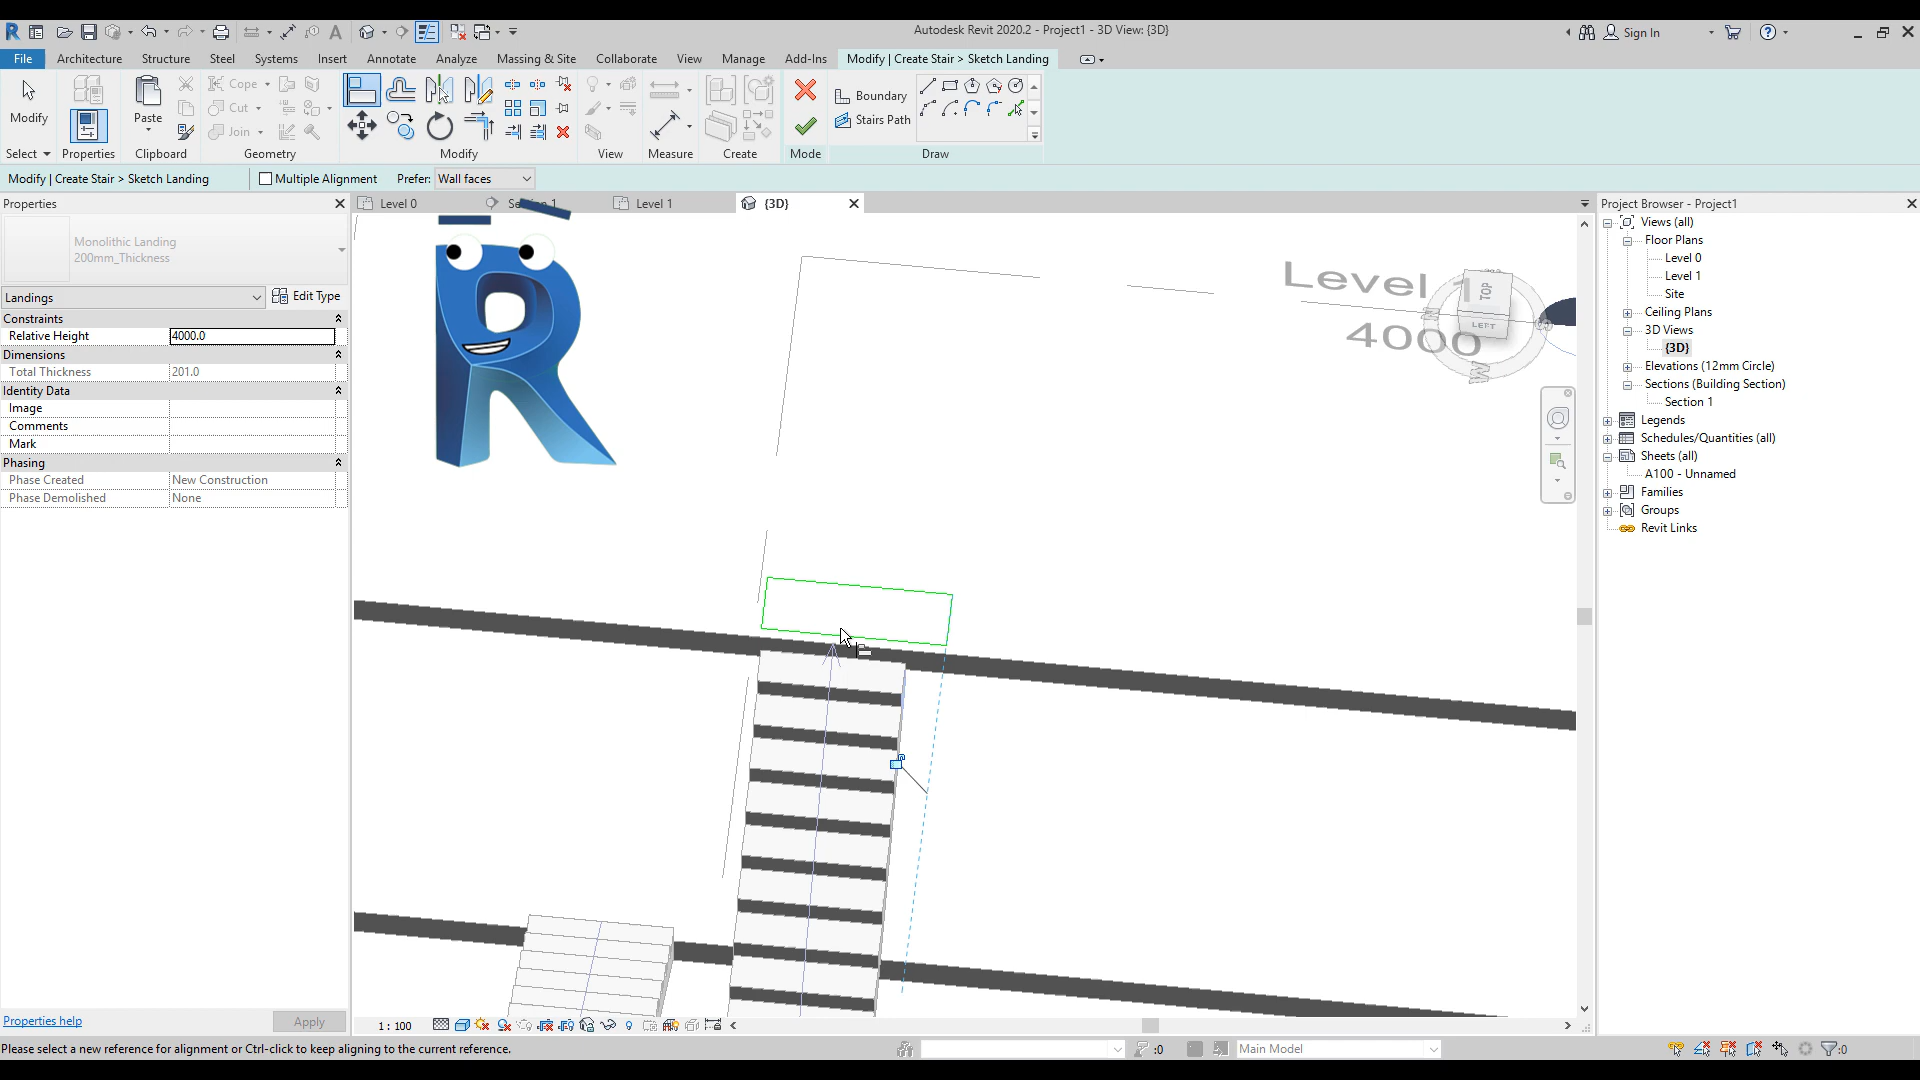 Autodesk Revit 2020.2 - Project1 - 3D View: {3D}
Sign In
File
Architecture
Structure
Steel
Systems
Insert
Annotate
Analyze
Massing & Site
Collaborate
View
Manage
Add-Ins
Modify | Create Stair > Sketch Landing
Modify
Paste
Cope
Cut
Join
Boundary
Stairs Path
Select
Properties
Clipboard
Geometry
Modify
View
Measure
Create
Mode
Draw
Modify | Create Stair > Sketch Landing
Multiple Alignment
Prefer:
Wall faces
Properties
Monolithic Landing
200mm_Thickness
Landings
Edit Type
Constraints
Relative Height
4000.0
Dimensions
Total Thickness
201.0
Identity Data
Image
Comments
Mark
Phasing
Phase Created
New Construction
Phase Demolished
None
Properties help
Apply
Level 0
Level 1
{3D}
Level 1
4000
TOP
LEFT
W
1 : 100
Project Browser - Project1
Views (all)
Floor Plans
Level 0
Level 1
Site
Ceiling Plans
3D Views
{3D}
Elevations (12mm Circle)
Sections (Building Section)
Section 1
Legends
Schedules/Quantities (all)
Sheets (all)
A100 - Unnamed
Families
Groups
Revit Links
Please select a new reference for alignment or Ctrl-click to keep aligning to the current reference.
:0
Main Model
:0